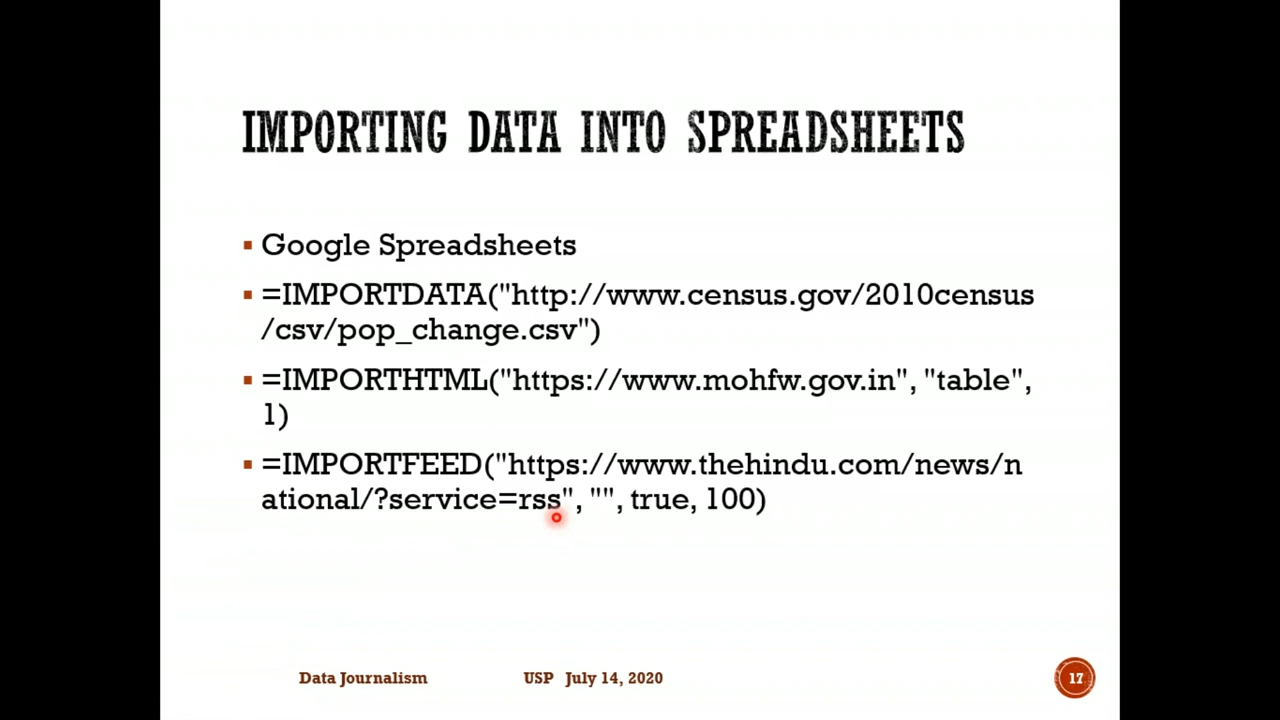 IMPORTING DATA INTO SPREADSHEETS
▪ Google Spreadsheets
▪ =IMPORTDATA("http://www.census.gov/2010census
/csv/pop_change.csv")
▪ =IMPORTHTML("https://www.mohfw.gov.in", "table",
1)
▪ =IMPORTFEED("https://www.thehindu.com/news/n
ational/?service=rss", "", true, 100)
Data Journalism USP July 14, 2020 17